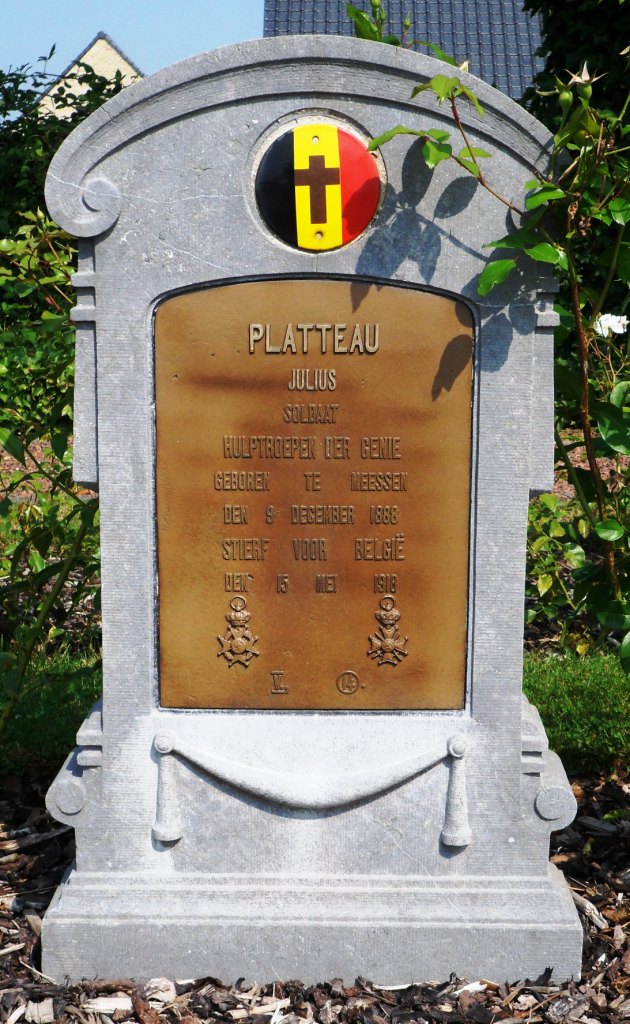 PLATTEAU
JULIUS
SOLDAAT
HULPTROEPEN DER GENIE
GEBOREN TE MEESSEN
DEN 9 DECEMBER 1888
STIERF VOOR BELGIË
DEN 15 MEI 1918
V. 14.